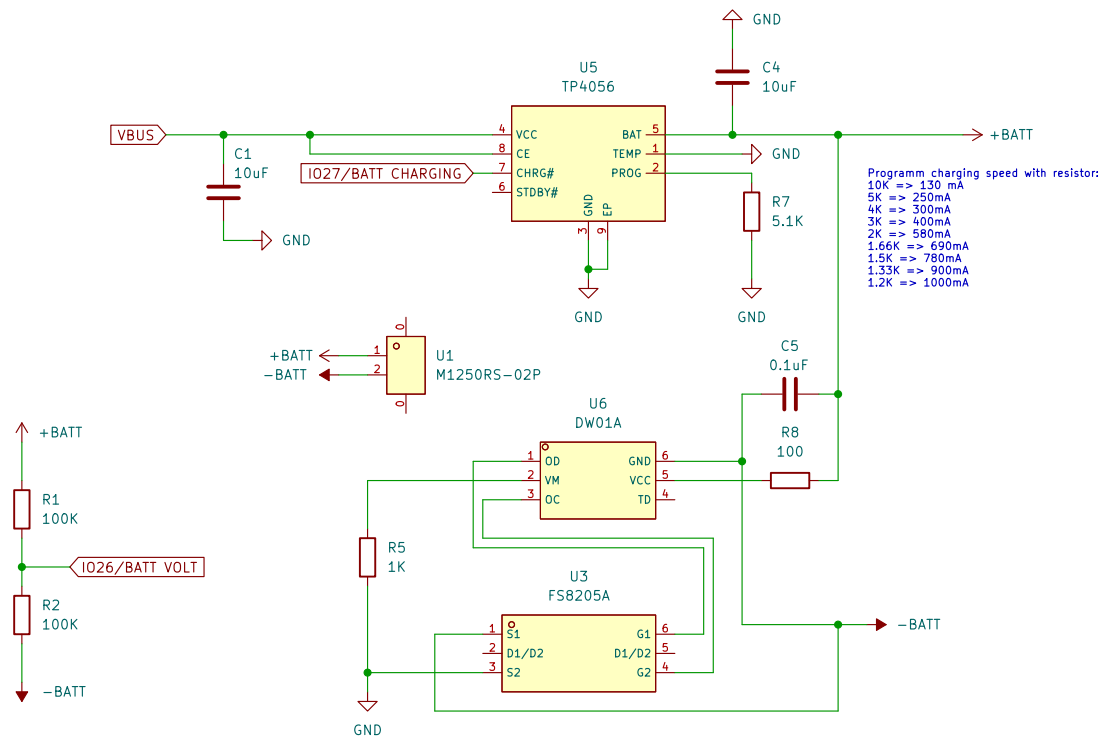 GND
U5
TP4056
C4
10uF
VBUS
4
VCC
BAT
5
+BATT
8
CE
TEMP
1
GND
C1
10uF
IO27/BATT CHARGING
7
CHRG#
PROG
2
6
STDBY#
GND
EP
3
9
R7
5.1K
Programm charging speed with resistor:
10K => 130 mA
5K => 250mA
4K => 300mA
3K => 400mA
2K => 580mA
1.66K => 690mA
1.5K => 780mA
1.33K => 900mA
1.2K => 1000mA
GND
GND
GND
0
+BATT
1
U1
-BATT
2
M1250RS-02P
0
C5
0.1uF
U6
DW01A
R8
100
+BATT
1
OD
GND
6
2
VM
VCC
5
3
OC
TD
4
R1
100K
R5
1K
IO26/BATT VOLT
U3
FS8205A
R2
100K
1
S1
G1
6
-BATT
2
D1/D2
D1/D2
5
3
S2
G2
4
-BATT
GND